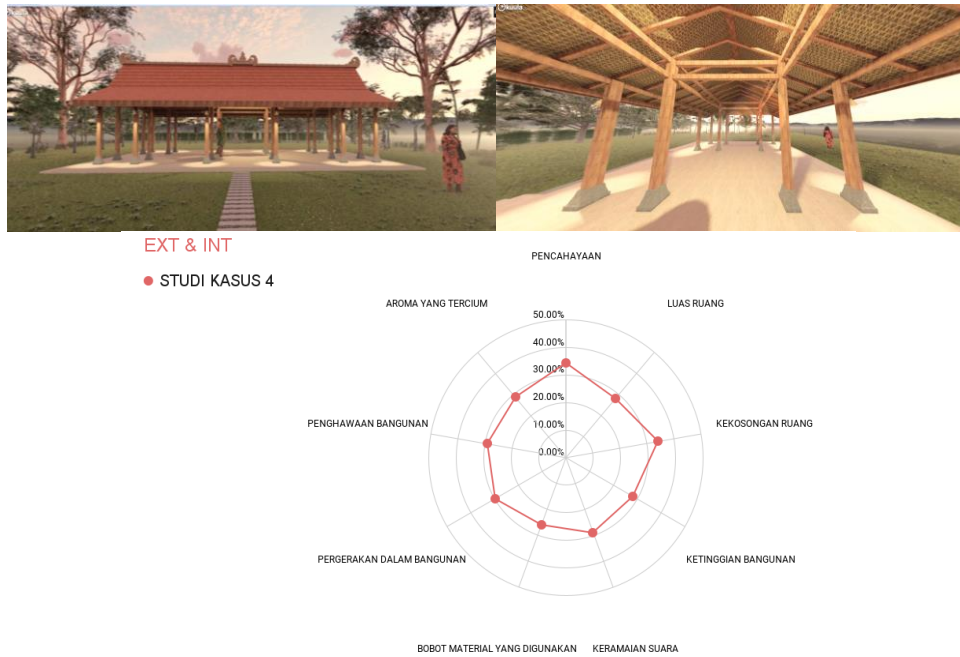 EXT & INT
STUDI KASUS 4
PENCAHAYAAN
AROMA YANG TERCIUM
LUAS RUANG
50.00%
40.00%
30.00%
20.00%
10.00%
0.00%
PENGHAWAAN BANGUNAN
KEKOSONGAN RUANG
PERGERAKAN DALAM BANGUNAN
KETINGGIAN BANGUNAN
BOBOT MATERIAL YANG DIGUNAKAN
KERAMAIAN SUARA